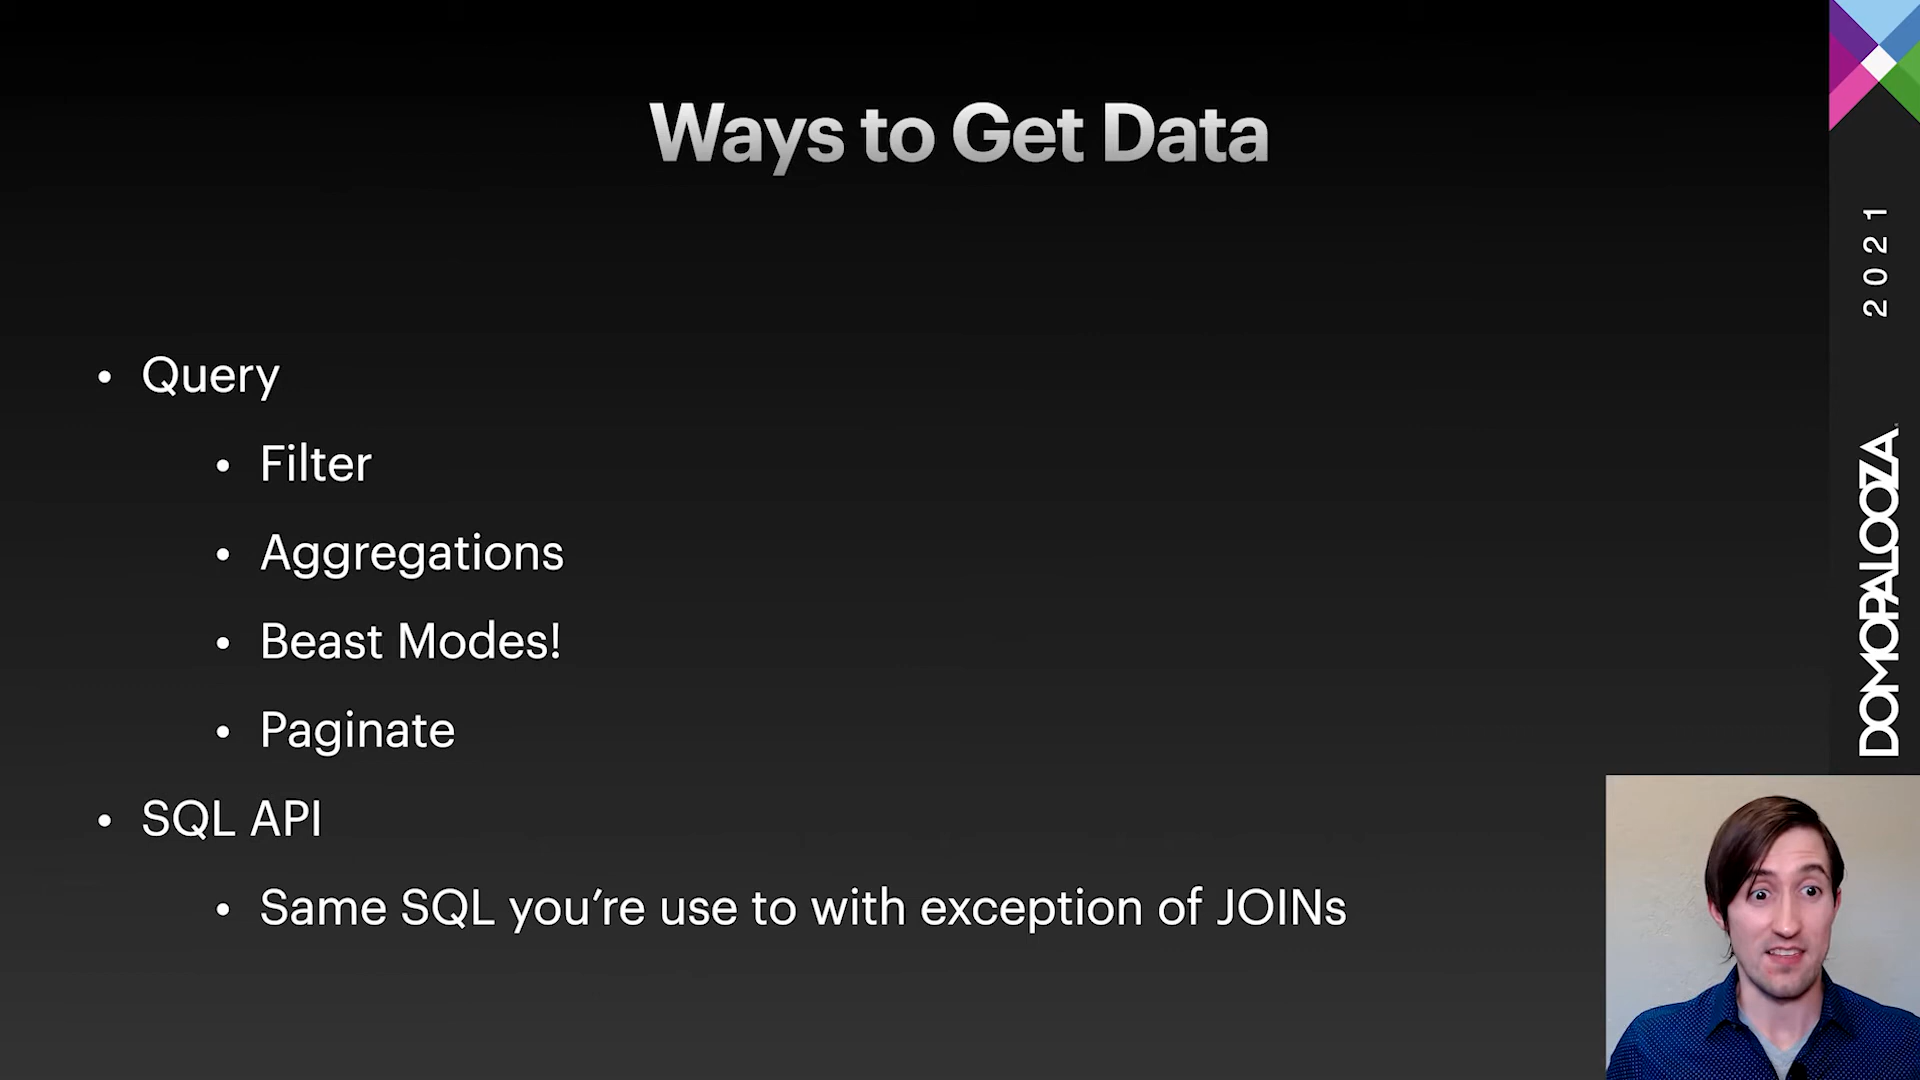 Ways to Get Data
• Query
• Filter
• Aggregations
• Beast Modes!
• Paginate
• SQL API
• Same SQL you’re use to with exception of JOINs
2021
DOMOPALOOZA